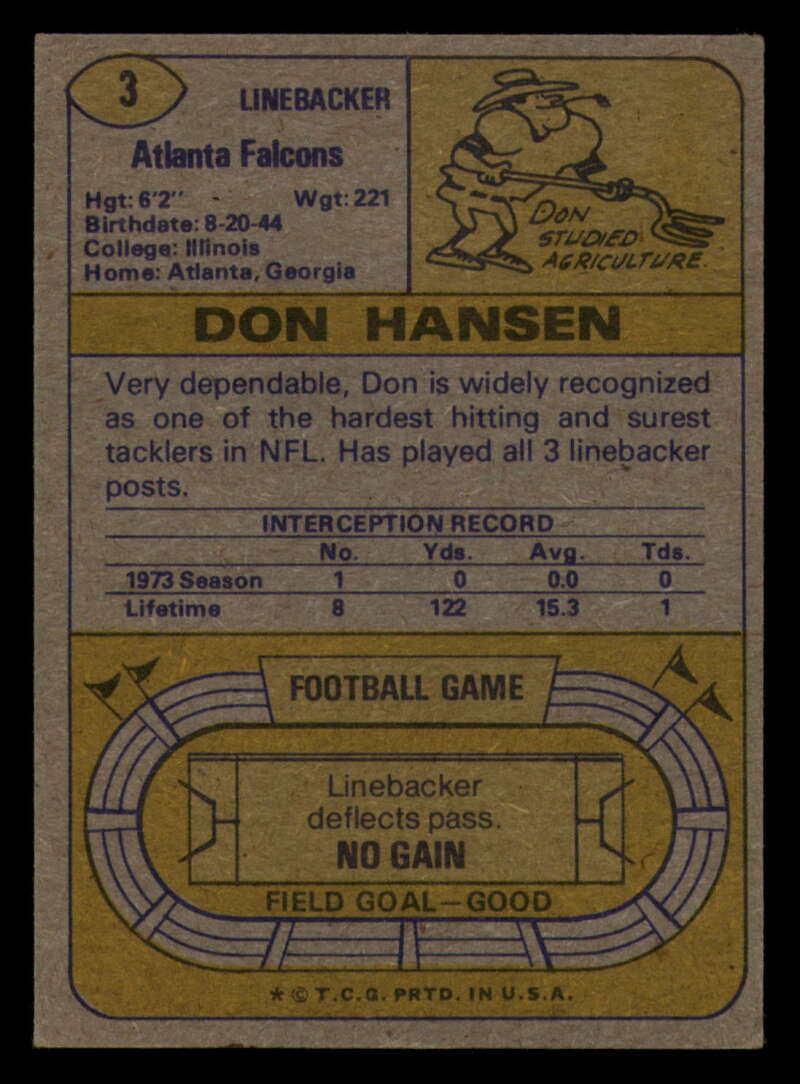 3
LINEBACKER
Atlanta Falcons
Hgt: 6'2" Wgt: 221
Birthdate: 8-20-44
College: Illinois
Home: Atlanta, Georgia
DON
STUDIED
AGRICULTURE.
DON HANSEN
Very dependable, Don is widely recognized
as one of the hardest hitting and surest
tacklers in NFL. Has played all 3 linebacker
posts.
INTERCEPTION RECORD
No. Yds. Avg. Tds.
1973 Season 1 0 0.0 0
Lifetime 8 122 15.3 1
FOOTBALL GAME
Linebacker
deflects pass.
NO GAIN
FIELD GOAL—GOOD
* © T.C.G. PRTD. IN U.S.A.